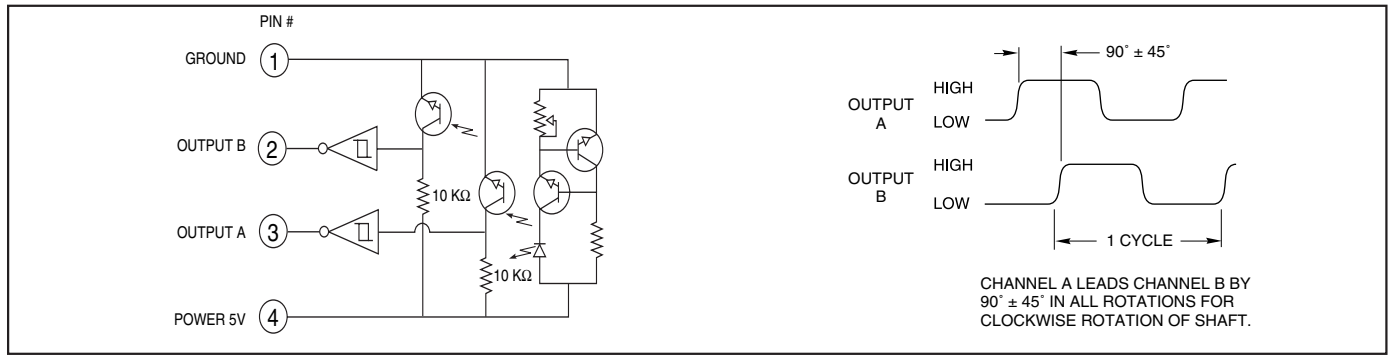 PIN #
GROUND 1
OUTPUT B 2
10 KΩ
OUTPUT A 3
10 KΩ
POWER 5V 4
90˚ ± 45˚
OUTPUT
A
HIGH
LOW
OUTPUT
B
HIGH
LOW
1 CYCLE
CHANNEL A LEADS CHANNEL B BY
90˚ ± 45˚ IN ALL ROTATIONS FOR
CLOCKWISE ROTATION OF SHAFT.